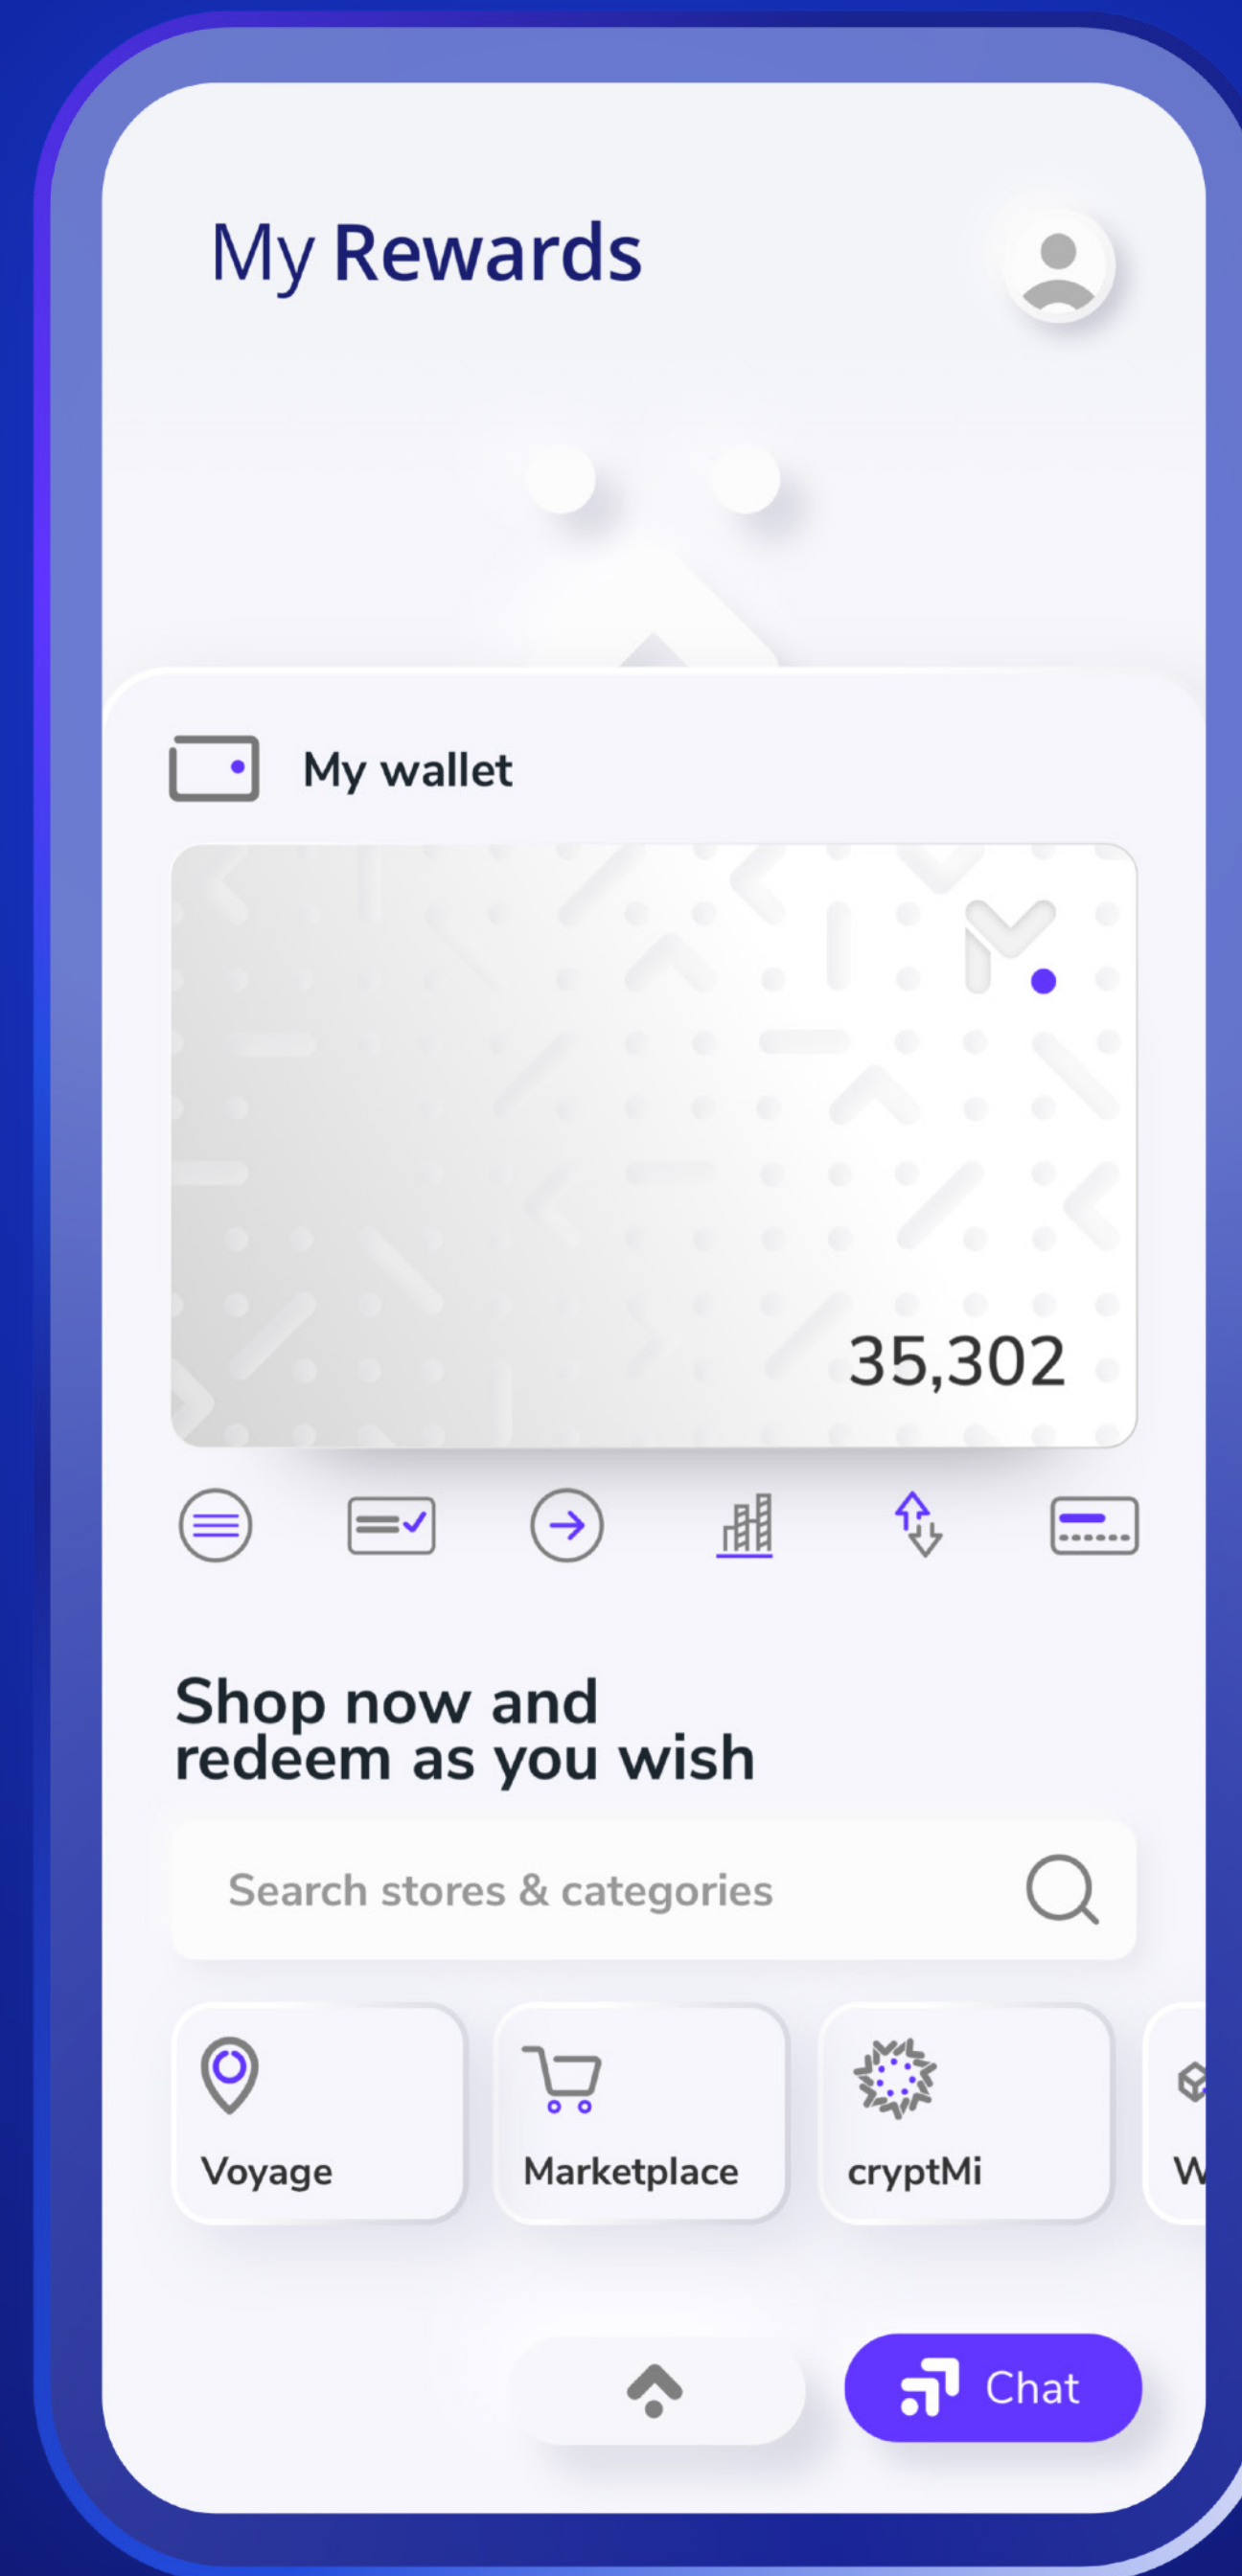 My Rewards
My wallet
35,302
Shop now and
redeem as you wish
Search stores & categories
Voyage
Marketplace
cryptMi
Chat